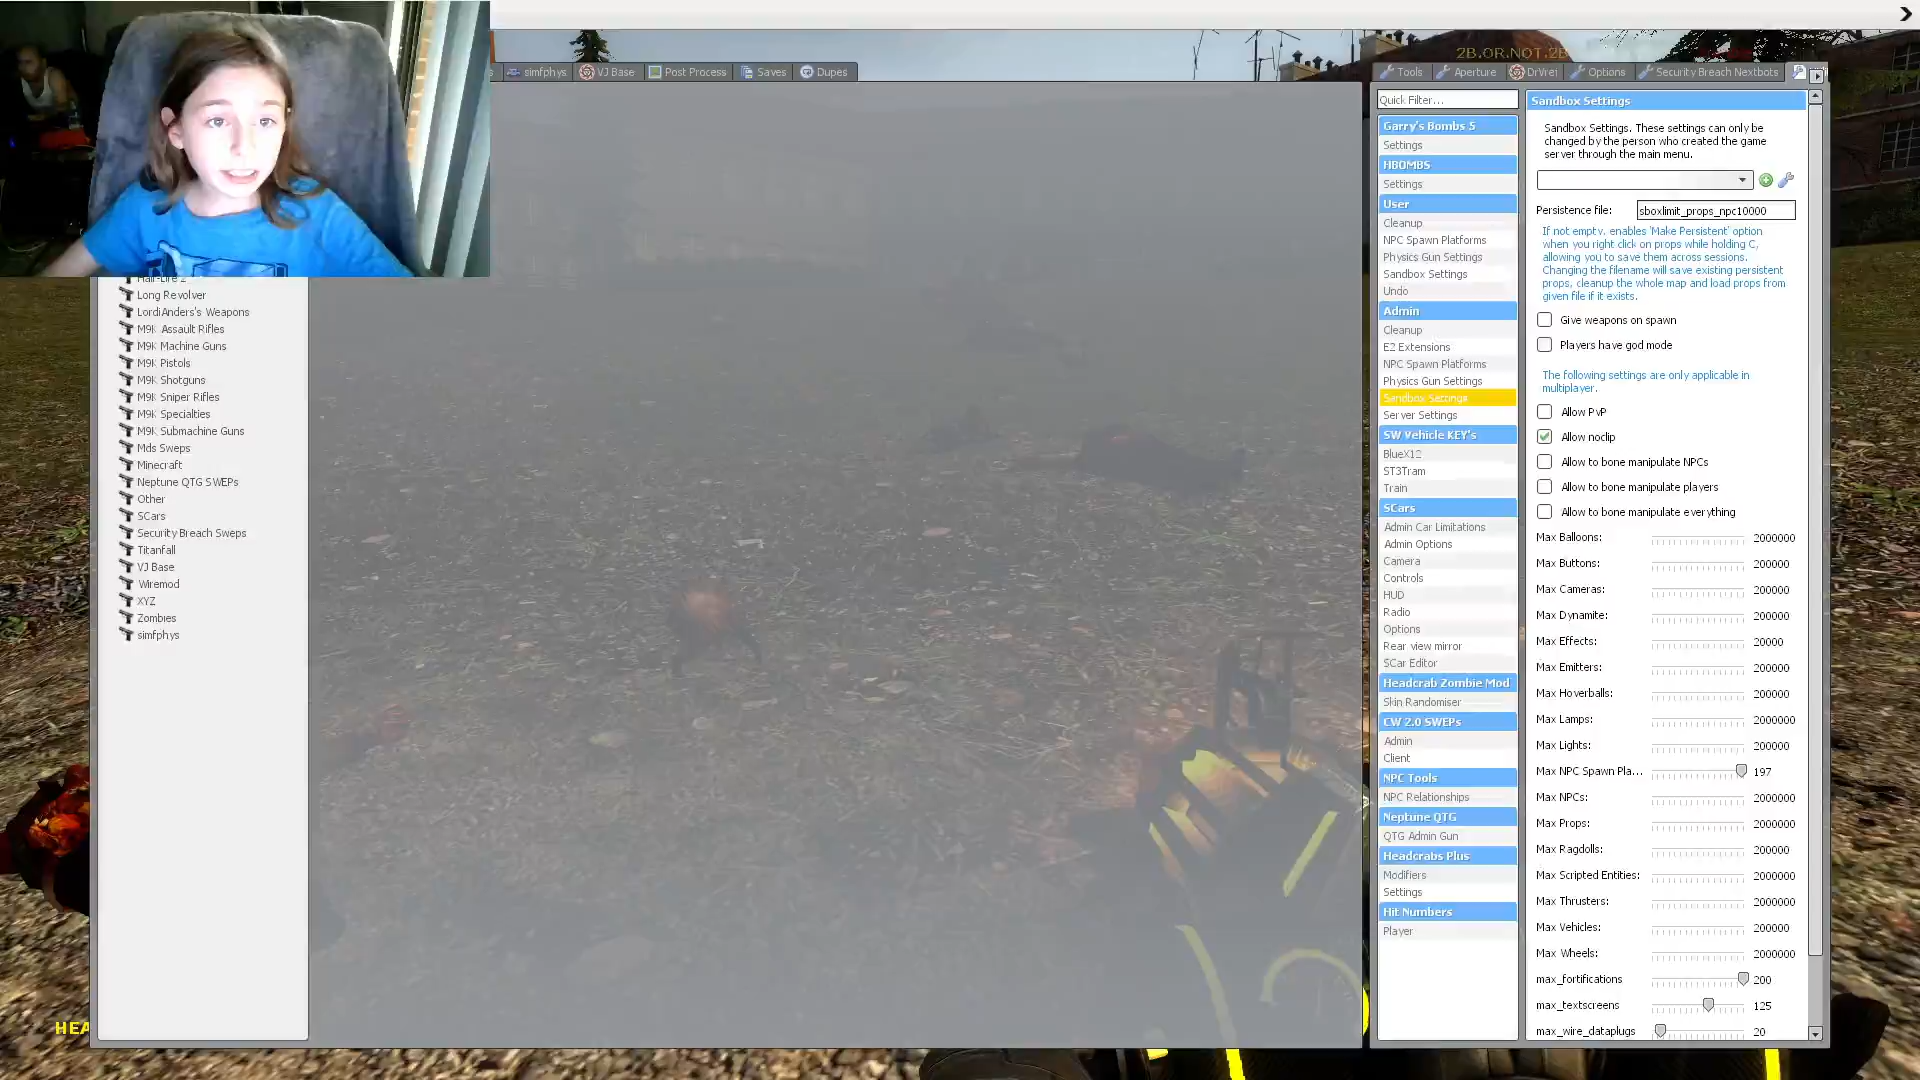 2B.OR.NOT.2B
simfphys
VJ Base
Post Process
Saves
Dupes
Half-Life 2
Long Revolver
LordiAnders's Weapons
M9K Assault Rifles
M9K Machine Guns
M9K Pistols
M9K Shotguns
M9K Sniper Rifles
M9K Specialties
M9K Submachine Guns
Mds Sweps
Minecraft
Neptune QTG SWEPs
Other
SCars
Security Breach Sweps
Titanfall
VJ Base
Wiremod
XYZ
Zombies
simfphys
HEA
Tools
Aperture
DrVrej
Options
Security Breach Nextbots
Quick Filter...
Garry's Bombs 5
Settings
HBOMBS
Settings
User
Cleanup
NPC Spawn Platforms
Physics Gun Settings
Sandbox Settings
Undo
Admin
Cleanup
E2 Extensions
NPC Spawn Platforms
Physics Gun Settings
Sandbox Settings
Server Settings
SW Vehicle KEY's
BlueX12
ST3Tram
Train
SCars
Admin Car Limitations
Admin Options
Camera
Controls
HUD
Radio
Options
Rear view mirror
SCar Editor
Headcrab Zombie Mod
Skin Randomiser
CW 2.0 SWEPs
Admin
Client
NPC Tools
NPC Relationships
Neptune QTG
QTG Admin Gun
Headcrabs Plus
Modifiers
Settings
Hit Numbers
Player
Sandbox Settings
Sandbox Settings. These settings can only be
changed by the person who created the game
server through the main menu.
Persistence file: sboxlimit_props_npc10000
If not empty, enables 'Make Persistent' option
when you right click on props while holding C,
allowing you to save them across sessions.
Changing the filename will save existing persistent
props, cleanup the whole map and load props from
given file if it exists.
Give weapons on spawn
Players have god mode
The following settings are only applicable in
multiplayer.
Allow PvP
Allow noclip
Allow to bone manipulate NPCs
Allow to bone manipulate players
Allow to bone manipulate everything
Max Balloons: 2000000
Max Buttons: 200000
Max Cameras: 200000
Max Dynamite: 200000
Max Effects: 20000
Max Emitters: 200000
Max Hoverballs: 200000
Max Lamps: 2000000
Max Lights: 200000
Max NPC Spawn Pla... 197
Max NPCs: 2000000
Max Props: 2000000
Max Ragdolls: 200000
Max Scripted Entities: 2000000
Max Thrusters: 2000000
Max Vehicles: 200000
Max Wheels: 2000000
max_fortifications 200
max_textscreens 125
max_wire_dataplugs 20